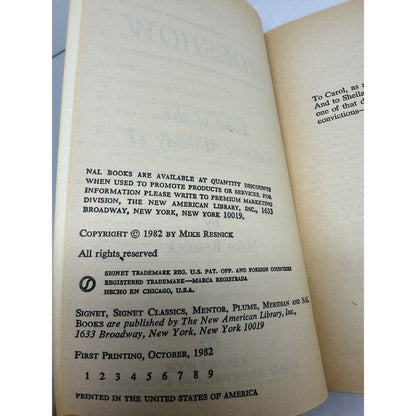 NAL BOOKS ARE AVAILABLE AT QUANTITY DISCOUNTS
WHEN USED TO PROMOTE PRODUCTS OR SERVICES. FOR
INFORMATION PLEASE WRITE TO PREMIUM MARKETING
DIVISION, THE NEW AMERICAN LIBRARY, INC., 1633
BROADWAY, NEW YORK, NEW YORK 10019.
COPYRIGHT © 1982 BY MIKE RESNICK
All rights reserved
S
SIGNET TRADEMARK REG. U.S. PAT. OFF. AND FOREIGN COUNTRIES
REGISTERED TRADEMARK—MARCA REGISTRADA
HECHO EN CHICAGO, U.S.A.
SIGNET, SIGNET CLASSICS, MENTOR, PLUME, MERIDIAN AND NAL
BOOKS are published by The New American Library, Inc.,
1633 Broadway, New York, New York 10019
FIRST PRINTING, OCTOBER, 1982
1 2 3 4 5 6 7 8 9
PRINTED IN THE UNITED STATES OF AMERICA
To Carol, as
And to Sheila
one of that
convictions—